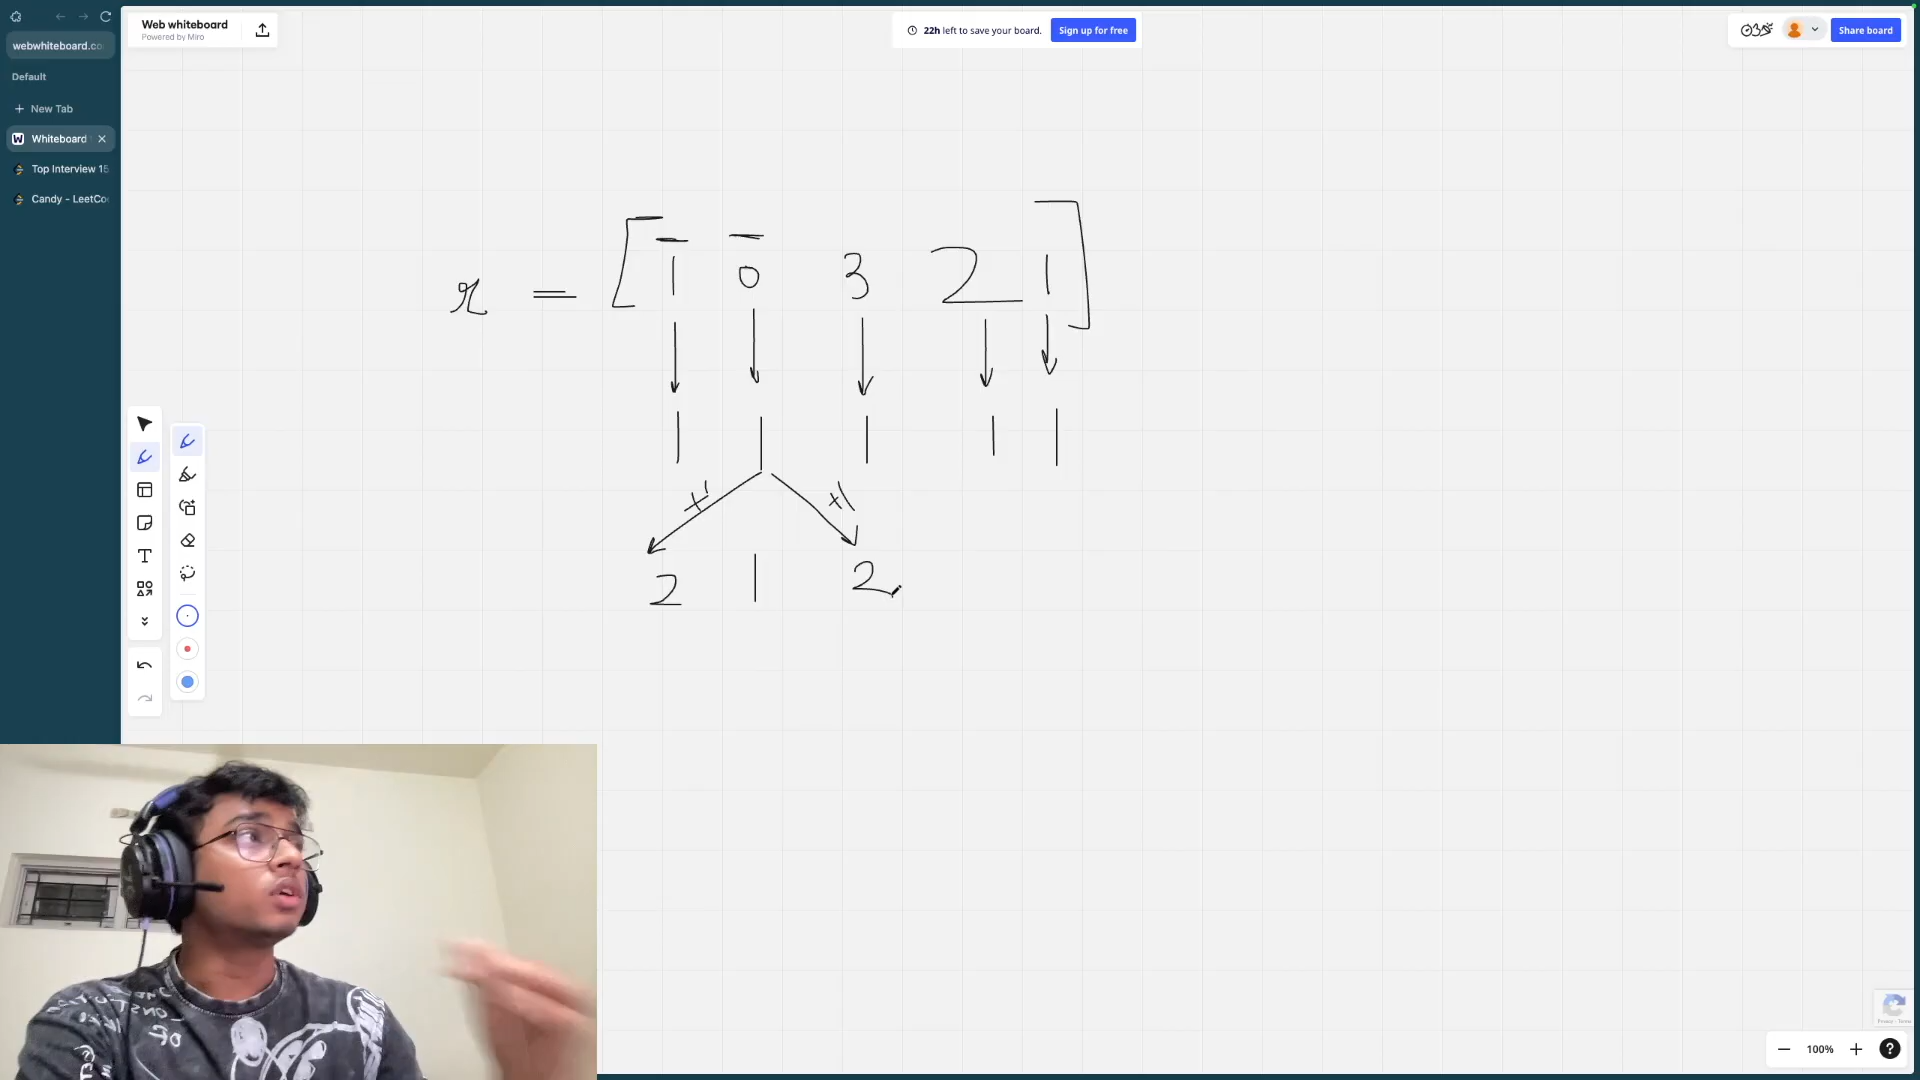 Web whiteboard
Powered by Miro
22h left to save your board.
Sign up for free
Share board
webwhiteboard.co
Default
New Tab
Whiteboard
Top Interview 15
Candy - LeetCo
r = [ 1 0 3 2 1 ]
1 1 1 1 1
+1 +1
2 1 2
100%